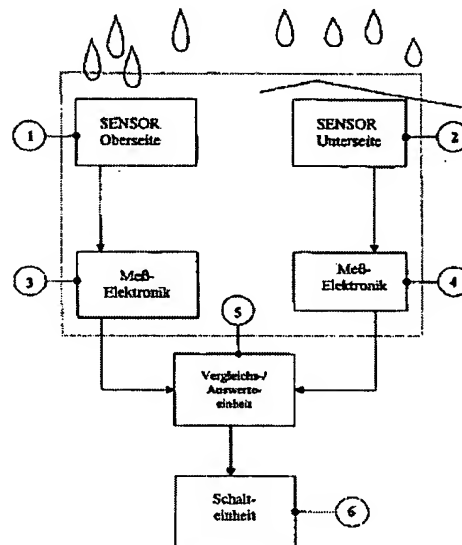 1
SENSOR
Oberseite
SENSOR
Unterseite
2
3
Meß-
Elektronik
Meß-
Elektronik
4
5
Vergleichs-/
Auswerte-
einheit
Schalt-
einheit
6